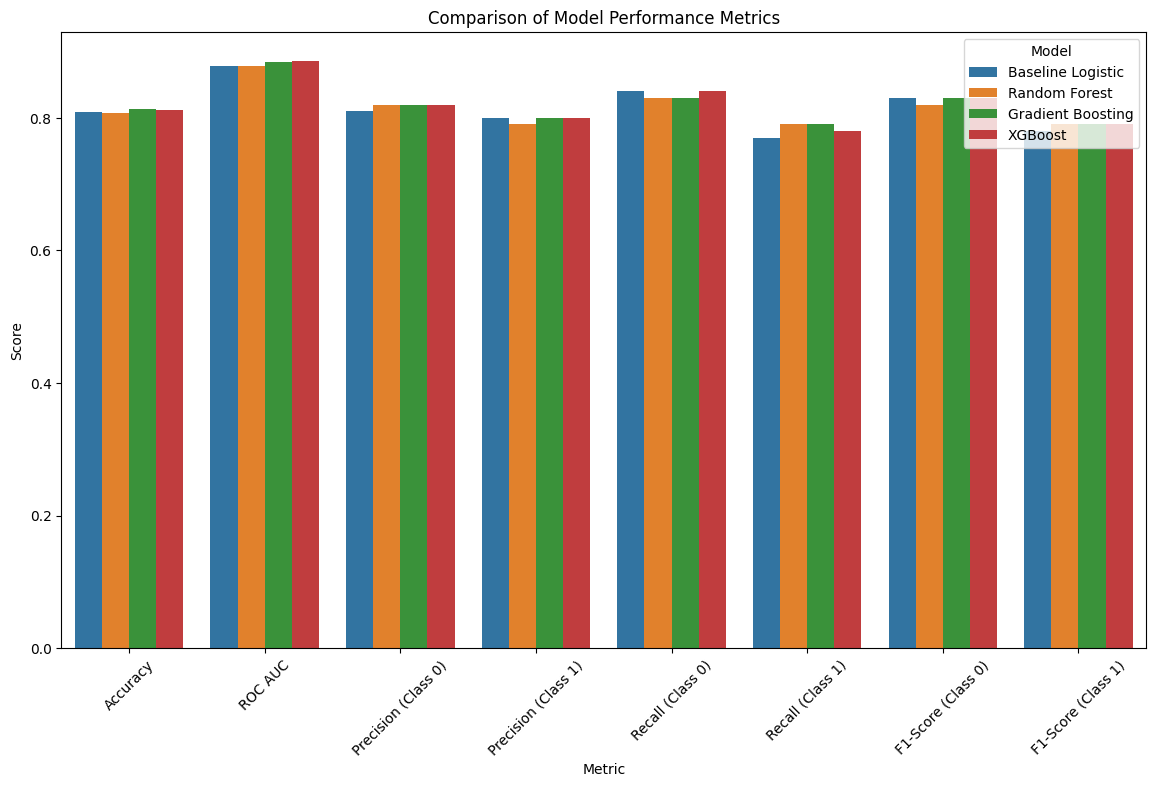 Comparison of Model Performance Metrics
Model
Baseline Logistic
Random Forest
Gradient Boosting
XGBoost
Score
0.8
0.6
0.4
0.2
0.0
Accuracy
ROC AUC
Precision (Class 0)
Precision (Class 1)
Recall (Class 0)
Recall (Class 1)
F1-Score (Class 0)
F1-Score (Class 1)
Metric